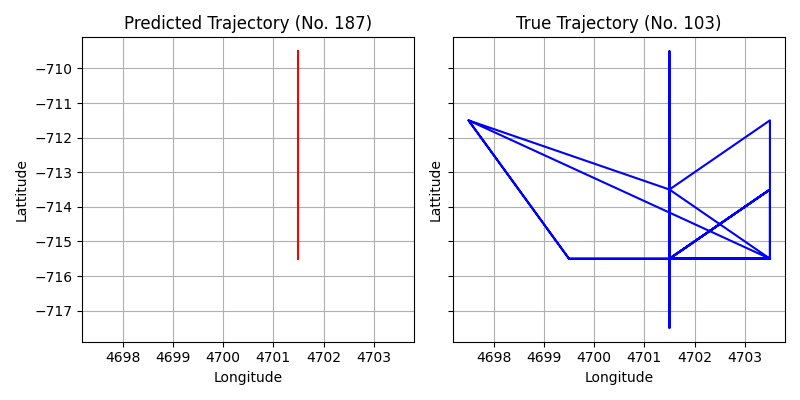 Predicted Trajectory (No. 187)
Lattitude
−710
−711
−712
−713
−714
−715
−716
−717
4698 4699 4700 4701 4702 4703
Longitude
True Trajectory (No. 103)
Lattitude
4698 4699 4700 4701 4702 4703
Longitude